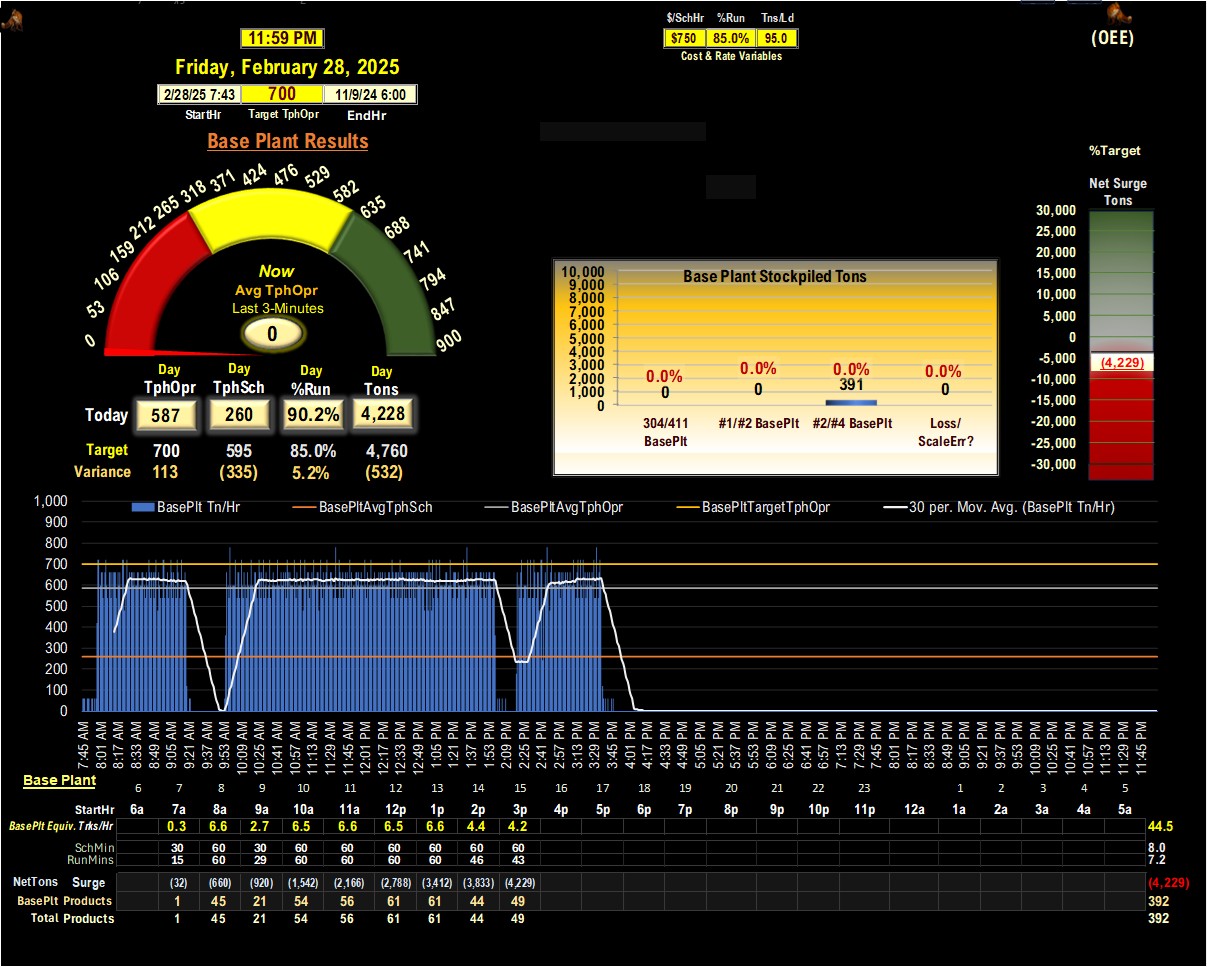 $/SchHr %Run Tns/Ld
11:59 PM
$750 85.0% 95.0
(OEE)
Cost & Rate Variables
Friday, February 28, 2025
2/28/25 7:43 700 11/9/24 6:00
StartHr Target TphOpr EndHr
Base Plant Results
%Target
Net Surge
Tons
0 53 106 159 212 265 318 371 424 476 529 582 635 688 741 794 847 900
Now
Avg TphOpr
Last 3-Minutes
0
Base Plant Stockpiled Tons
10,000
9,000
8,000
7,000
6,000
5,000
4,000
3,000
2,000
1,000
0
0.0% 0.0% 0.0% 0.0%
0 0 391 0
304/411 BasePlt
#1/#2 BasePlt
#2/#4 BasePlt
Loss/ ScaleErr?
30,000
25,000
20,000
15,000
10,000
5,000
0
-5,000
-10,000
-15,000
-20,000
-25,000
-30,000
(4,229)
Day Day Day Day
TphOpr TphSch %Run Tons
Today 587 260 90.2% 4,228
Target 700 595 85.0% 4,760
Variance 113 (335) 5.2% (532)
BasePlt Tn/Hr BasePltAvgTphSch BasePltAvgTphOpr BasePltTargetTphOpr 30 per. Mov. Avg. (BasePlt Tn/Hr)
1,000
900
800
700
600
500
400
300
200
100
0
7:45 AM 8:01 AM 8:17 AM 8:33 AM 8:49 AM 9:05 AM 9:21 AM 9:37 AM 9:53 AM 10:09 AM 10:25 AM 10:41 AM 10:57 AM 11:13 AM 11:29 AM 11:45 AM 12:01 PM 12:17 PM 12:33 PM 12:49 PM 1:05 PM 1:21 PM 1:37 PM 1:53 PM 2:09 PM 2:25 PM 2:41 PM 2:57 PM 3:13 PM 3:29 PM 3:45 PM 4:01 PM 4:17 PM 4:33 PM 4:49 PM 5:05 PM 5:21 PM 5:37 PM 5:53 PM 6:09 PM 6:25 PM 6:41 PM 6:57 PM 7:13 PM 7:29 PM 7:45 PM 8:01 PM 8:17 PM 8:33 PM 8:49 PM 9:05 PM 9:21 PM 9:37 PM 9:53 PM 10:09 PM 10:25 PM 10:41 PM 10:57 PM 11:13 PM 11:29 PM 11:45 PM
Base Plant
6 7 8 9 10 11 12 13 14 15 16 17 18 19 20 21 22 23 1 2 3 4 5
StartHr 6a 7a 8a 9a 10a 11a 12p 1p 2p 3p 4p 5p 6p 7p 8p 9p 10p 11p 12a 1a 2a 3a 4a 5a
BasePlt Equiv. Trks/Hr 0.3 6.6 2.7 6.5 6.6 6.5 6.6 4.4 4.2 44.5
SchMin 30 60 30 60 60 60 60 60 60 8.0
RunMins 15 60 29 60 60 60 60 46 43 7.2
NetTons Surge (32) (660) (920) (1,542) (2,166) (2,788) (3,412) (3,833) (4,229) (4,229)
BasePlt Products 1 45 21 54 56 61 61 44 49 392
Total Products 1 45 21 54 56 61 61 44 49 392